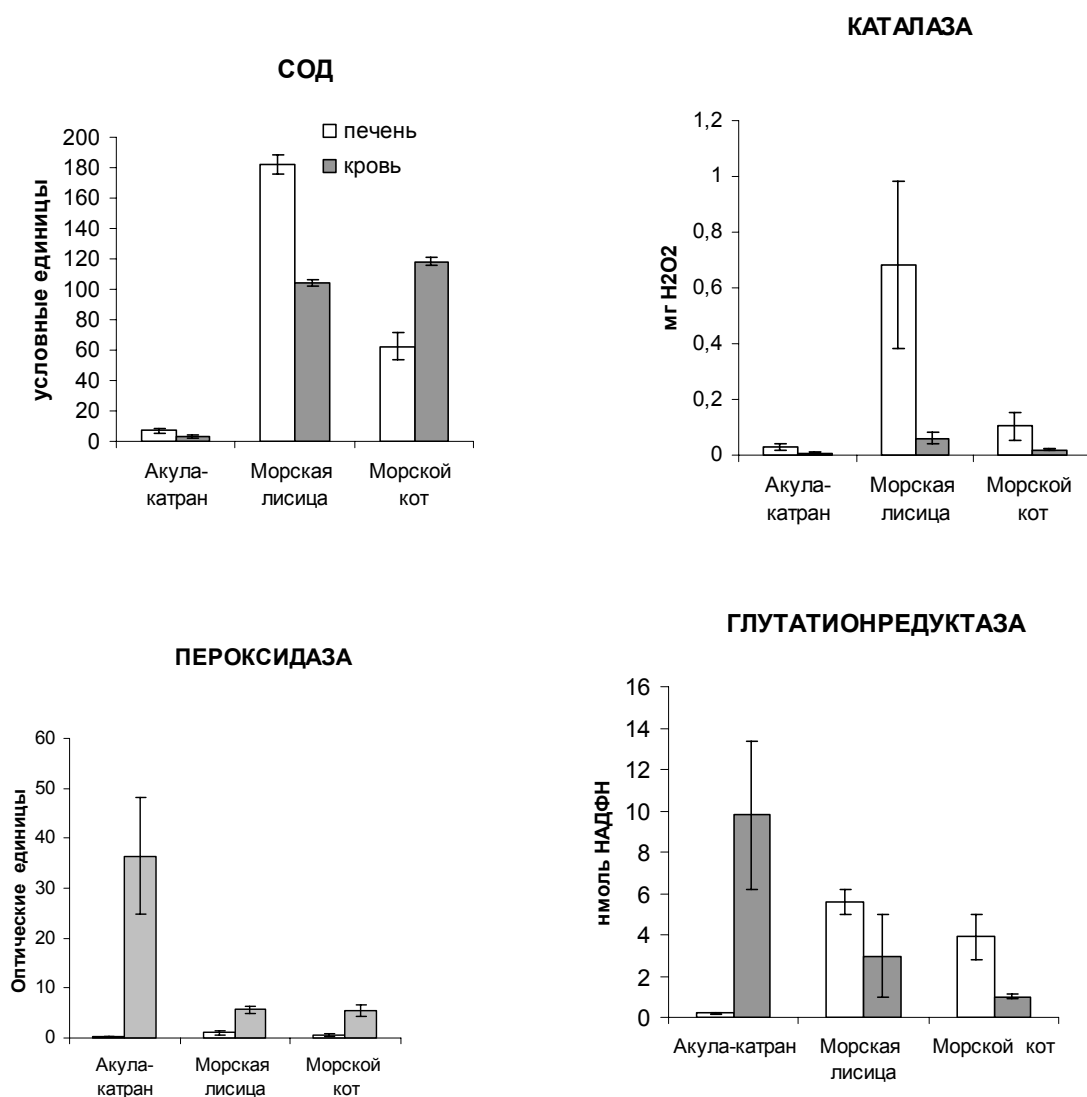 СОД
условные единицы
200
180
160
140
120
100
80
60
40
20
0
печень
кровь
Акула-
катран
Морская
лисица
Морской
кот
КАТАЛАЗА
мг H2O2
1,2
1
0,8
0,6
0,4
0,2
0
Акула-
катран
Морская
лисица
Морской
кот
ПЕРОКСИДАЗА
Оптические единицы
60
50
40
30
20
10
0
Акула-
катран
Морская
лисица
Морской
кот
ГЛУТАТИОНРЕДУКТАЗА
нмоль НАДФН
16
14
12
10
8
6
4
2
0
Акула-катран
Морская
лисица
Морской кот